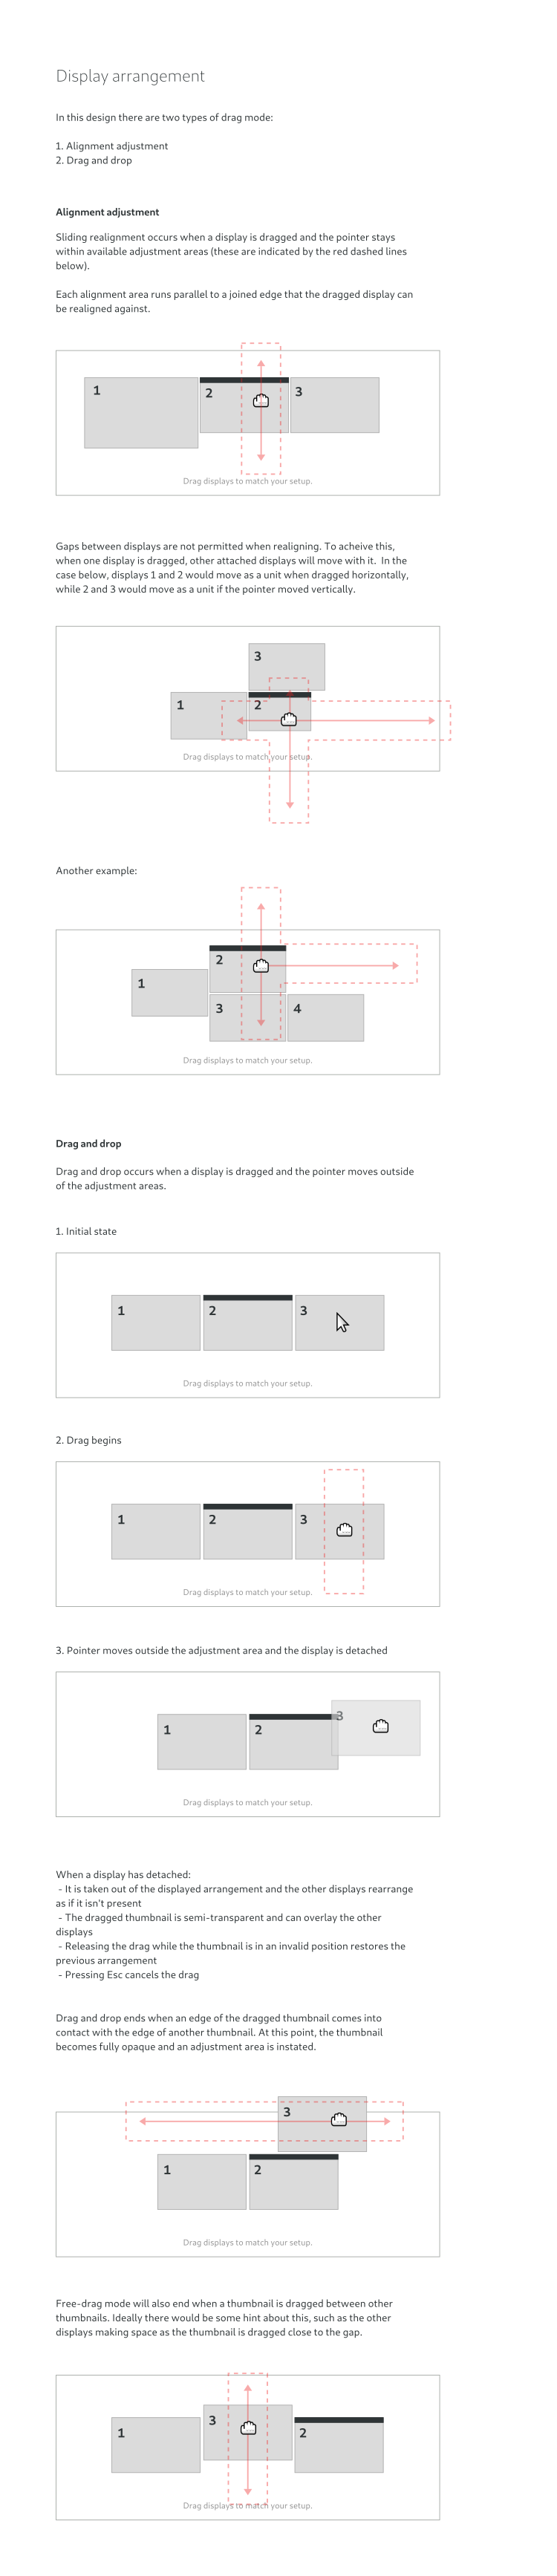 Display arrangement
In this design there are two types of drag mode:
1. Alignment adjustment
2. Drag and drop
Alignment adjustment
Sliding realignment occurs when a display is dragged and the pointer stays
within available adjustment areas (these are indicated by the red dashed lines
below).
Each alignment area runs parallel to a joined edge that the dragged display can
be realigned against.
1
2
3
Drag displays to match your setup.
Gaps between displays are not permitted when realigning. To acheive this,
when one display is dragged, other attached displays will move with it.  In the
case below, displays 1 and 2 would move as a unit when dragged horizontally,
while 2 and 3 would move as a unit if the pointer moved vertically.
3
1
2
Drag displays to match your setup.
Another example:
2
1
3
4
Drag displays to match your setup.
Drag and drop
Drag and drop occurs when a display is dragged and the pointer moves outside
of the adjustment areas.
1. Initial state
1
2
3
Drag displays to match your setup.
2. Drag begins
1
2
3
Drag displays to match your setup.
3. Pointer moves outside the adjustment area and the display is detached
3
1
2
Drag displays to match your setup.
When a display has detached:
- It is taken out of the displayed arrangement and the other displays rearrange
as if it isn't present
- The dragged thumbnail is semi-transparent and can overlay the other
displays
- Releasing the drag while the thumbnail is in an invalid position restores the
previous arrangement
- Pressing Esc cancels the drag
Drag and drop ends when an edge of the dragged thumbnail comes into
contact with the edge of another thumbnail. At this point, the thumbnail
becomes fully opaque and an adjustment area is instated.
3
1
2
Drag displays to match your setup.
Free-drag mode will also end when a thumbnail is dragged between other
thumbnails. Ideally there would be some hint about this, such as the other
displays making space as the thumbnail is dragged close to the gap.
3
1
2
Drag displays to match your setup.